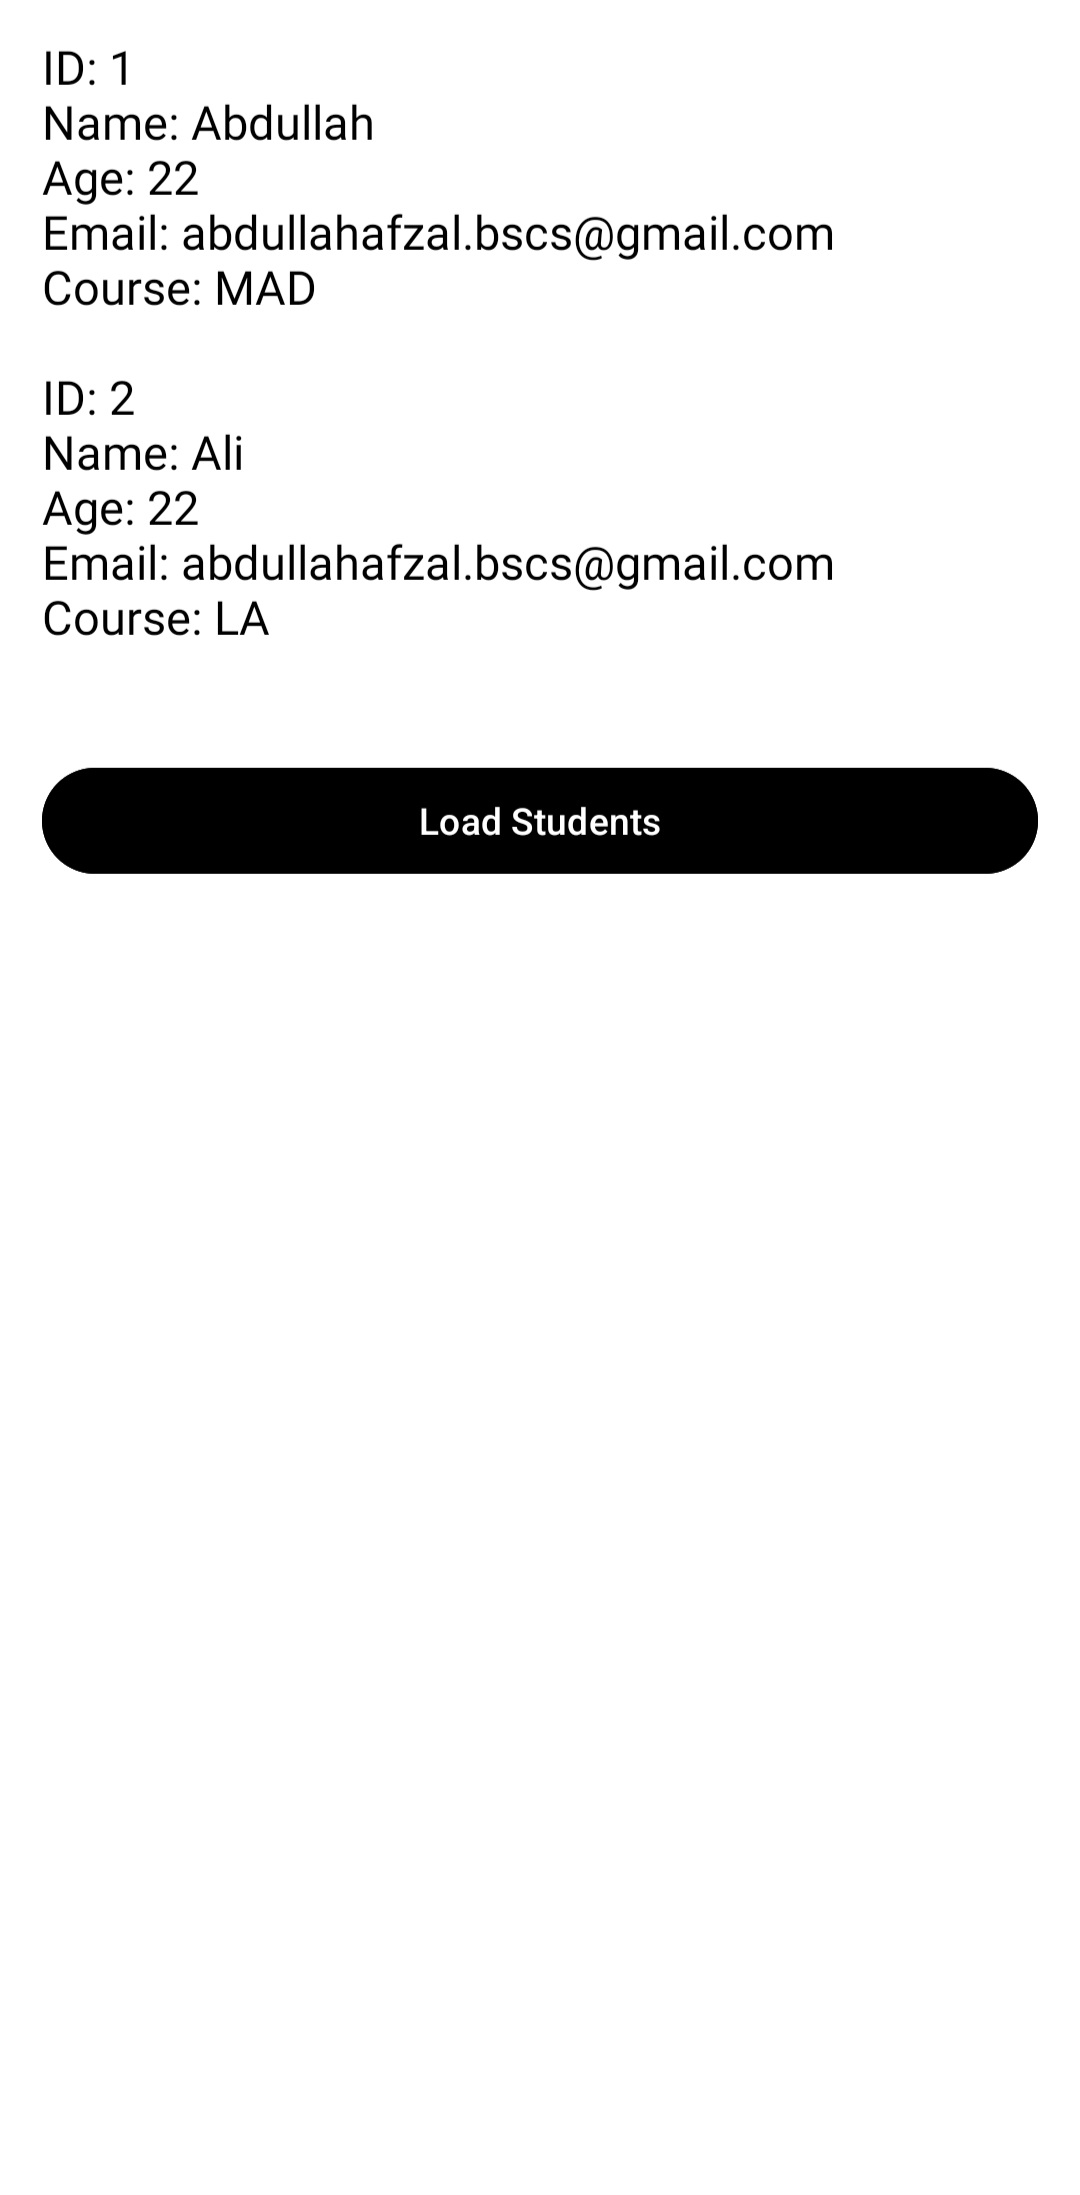 ID: 1
Name: Abdullah
Age: 22
Email: abdullahafzal.bscs@gmail.com
Course: MAD
ID: 2
Name: Ali
Age: 22
Email: abdullahafzal.bscs@gmail.com
Course: LA
Load Students